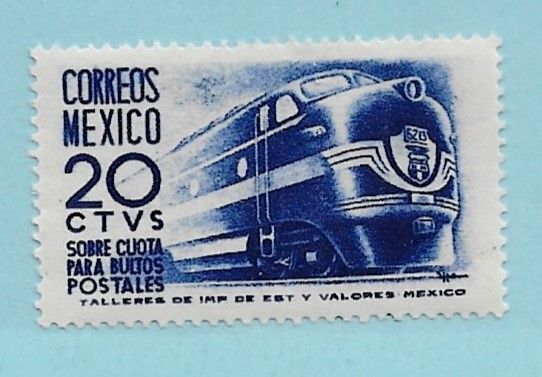 CORREOS
MEXICO
20
CTVS
SOBRE CUOTA
PARA BULTOS
POSTALES
TALLERES DE IMP DE EST Y VALORES · MEXICO